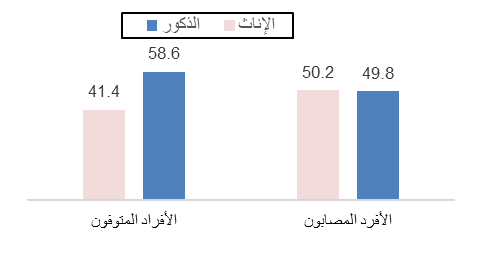 الذكور الإناث
58.6
41.4
50.2
49.8
الأفراد المتوفون
الأفرد المصابون